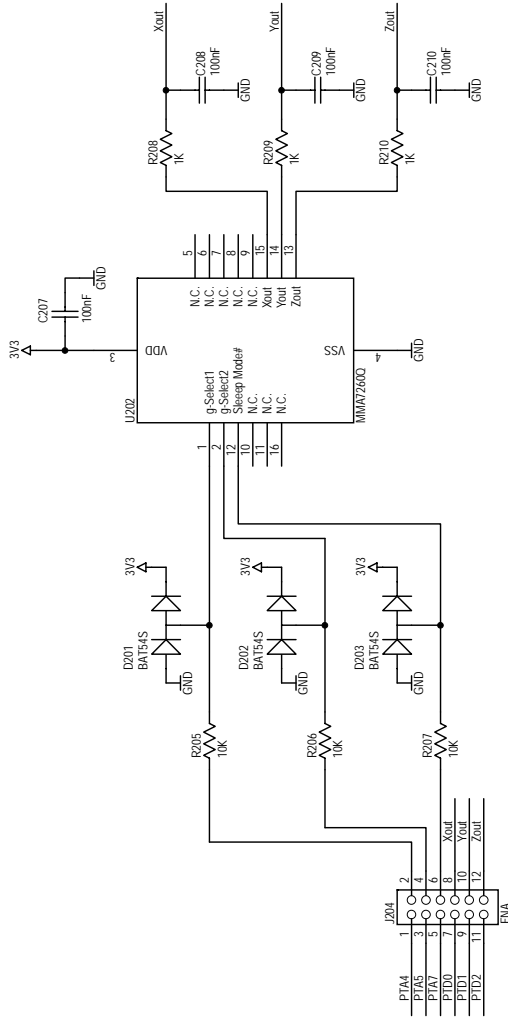 J204
PTA4
1
2
PTA5
3
4
PTA7
5
6
PTD0
7
8
Xout
PTD1
9
10
Yout
PTD2
11
12
Zout
ENA
R205
10K
R206
10K
R207
10K
D201
BAT54S
3V3
GND
D202
BAT54S
3V3
GND
D203
BAT54S
3V3
GND
U202
1
g-Select1
2
g-Select2
12
Sleeep Mode#
10
N.C.
11
N.C.
16
N.C.
3
VDD
VSS
4
GND
MMA7260Q
3V3
C207
100nF
GND
N.C.
5
N.C.
6
N.C.
7
N.C.
8
N.C.
9
Xout
15
Yout
14
Zout
13
R208
1K
C208
100nF
GND
Xout
R209
1K
C209
100nF
GND
Yout
R210
1K
C210
100nF
GND
Zout